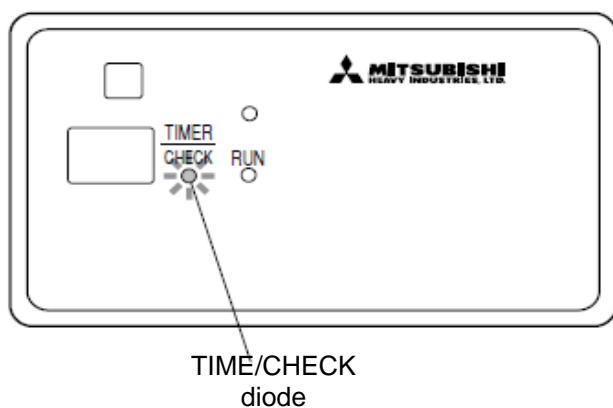 MITSUBISHI
HEAVY INDUSTRIES, LTD.
TIMER
CHECK RUN
TIME/CHECK
diode